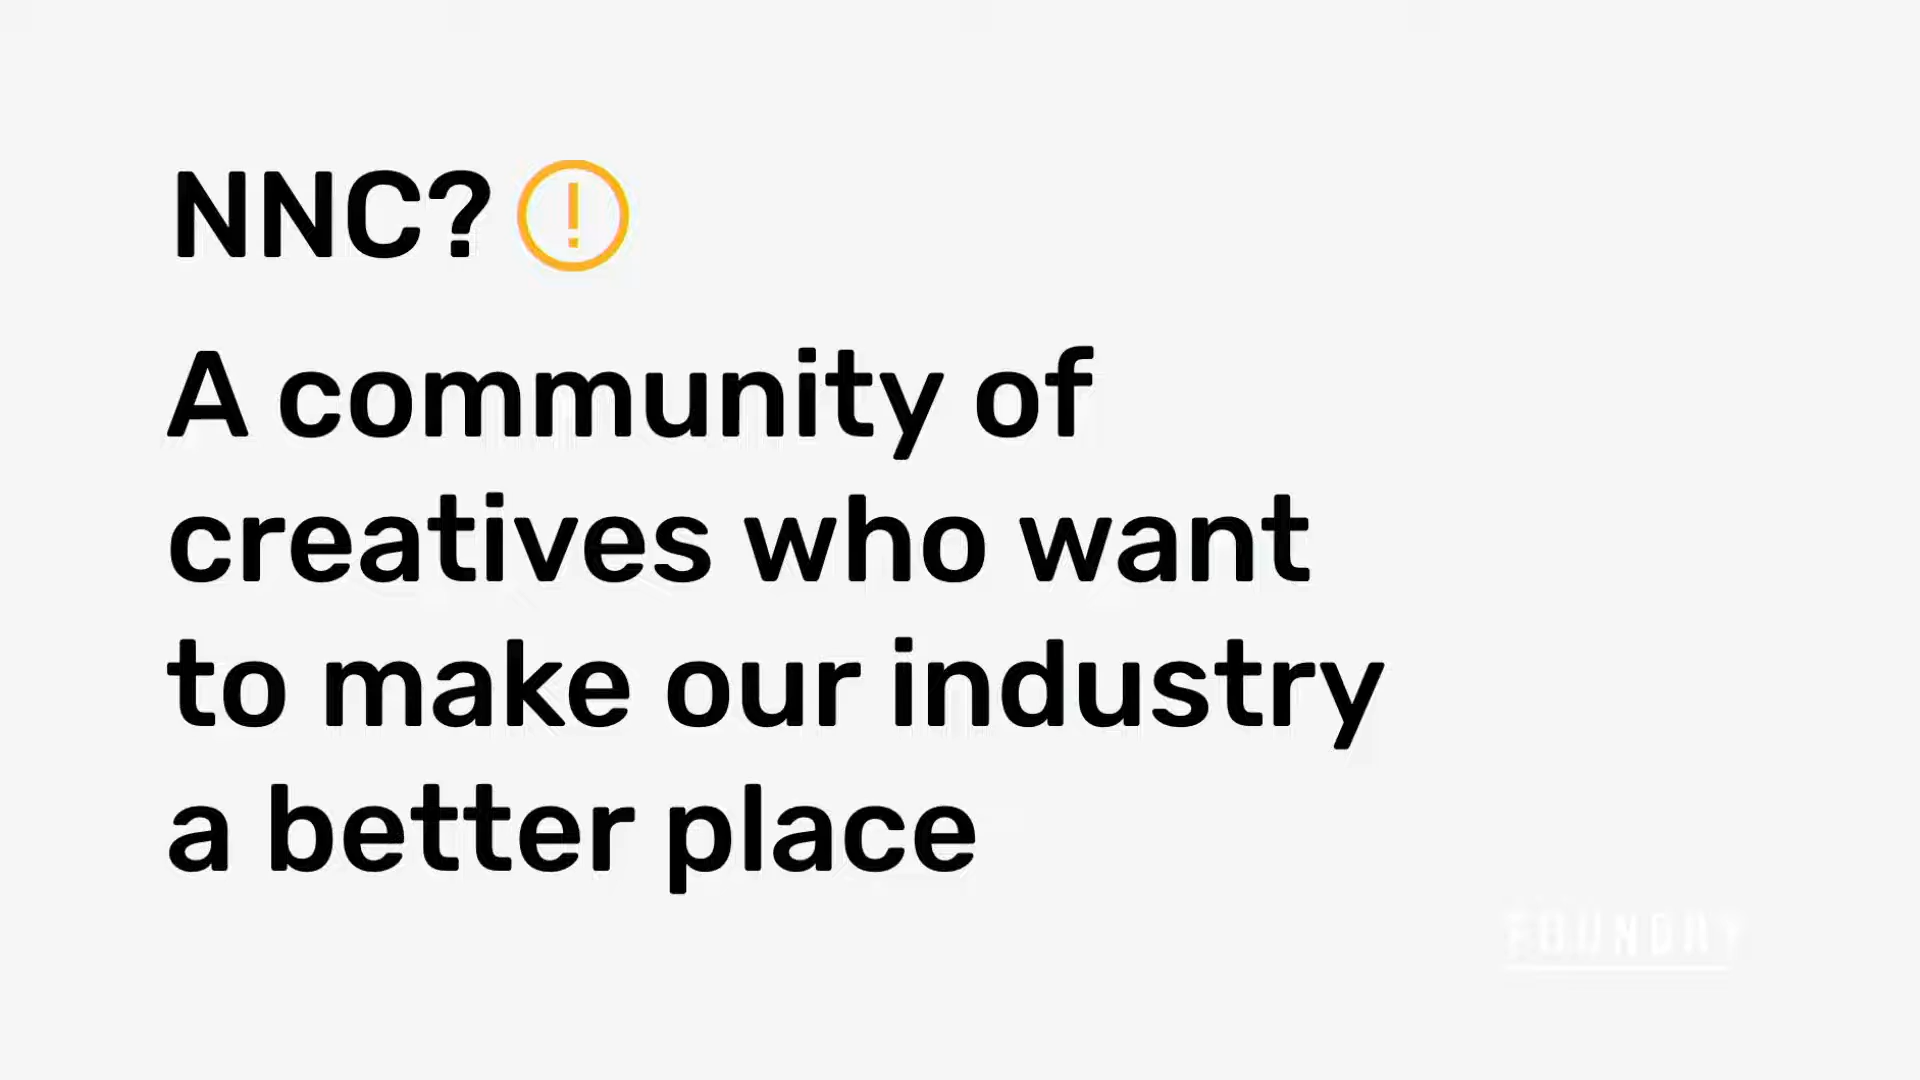 NNC? !
A community of
creatives who want
to make our industry
a better place
FOUNDRY